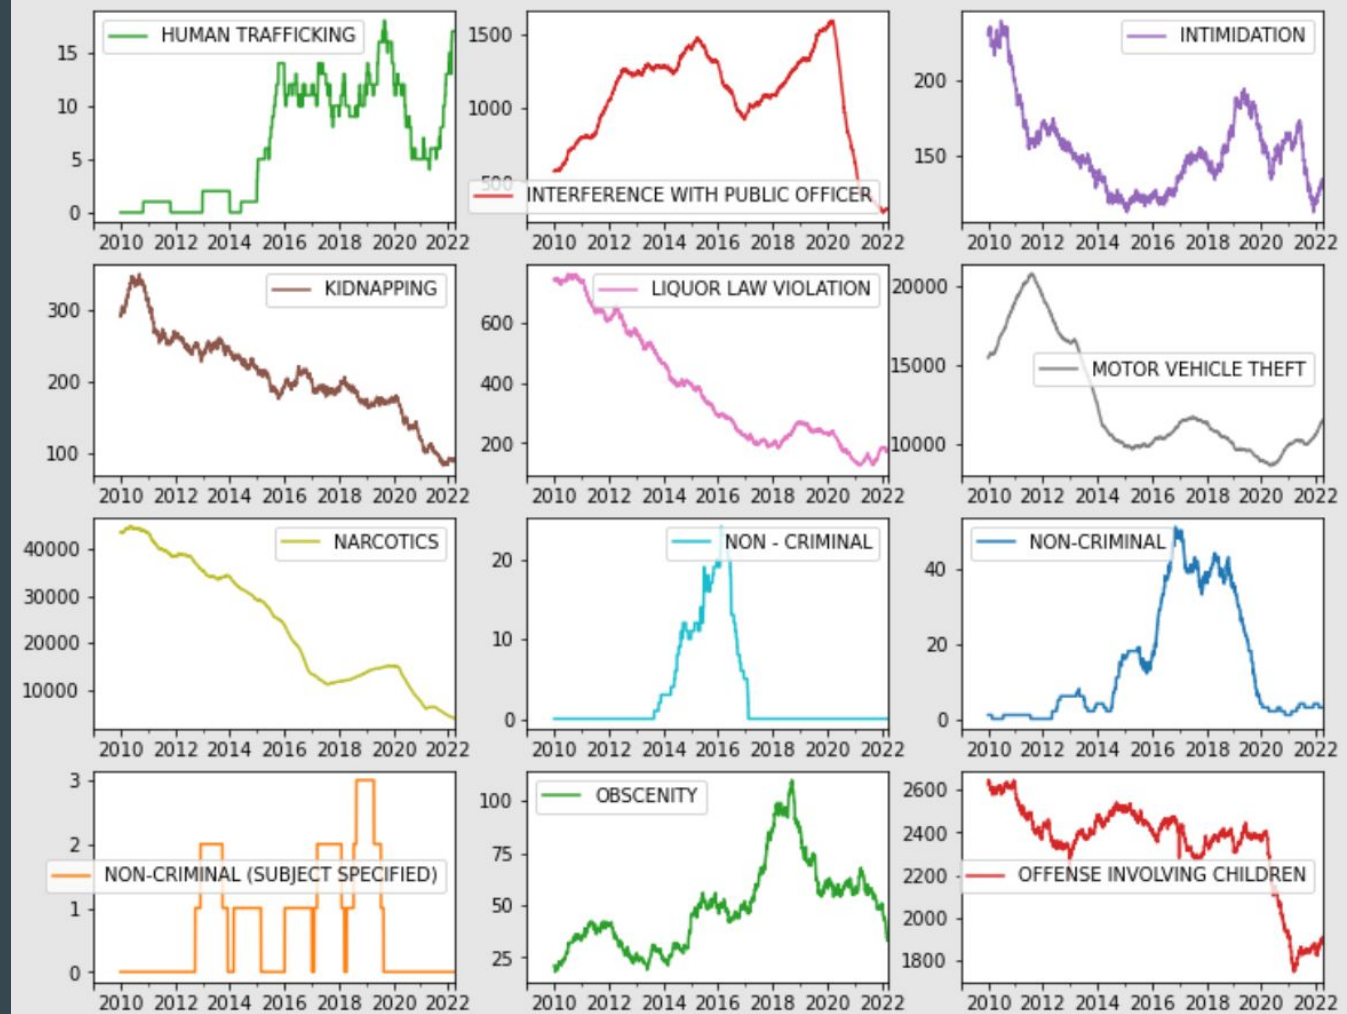 HUMAN TRAFFICKING
15
10
5
0
2010 2012 2014 2016 2018 2020 2022
1500
1000
500
INTERFERENCE WITH PUBLIC OFFICER
2010 2012 2014 2016 2018 2020 2022
INTIMIDATION
200
150
2010 2012 2014 2016 2018 2020 2022
KIDNAPPING
300
200
100
2010 2012 2014 2016 2018 2020 2022
LIQUOR LAW VIOLATION
600
400
200
2010 2012 2014 2016 2018 2020 2022
20000
15000
MOTOR VEHICLE THEFT
10000
2010 2012 2014 2016 2018 2020 2022
NARCOTICS
40000
30000
20000
10000
2010 2012 2014 2016 2018 2020 2022
NON - CRIMINAL
20
10
0
2010 2012 2014 2016 2018 2020 2022
NON-CRIMINAL
40
20
0
2010 2012 2014 2016 2018 2020 2022
3
2
NON-CRIMINAL (SUBJECT SPECIFIED)
1
0
2010 2012 2014 2016 2018 2020 2022
OBSCENITY
100
75
50
25
2010 2012 2014 2016 2018 2020 2022
2600
2400
2200
OFFENSE INVOLVING CHILDREN
2000
1800
2010 2012 2014 2016 2018 2020 2022